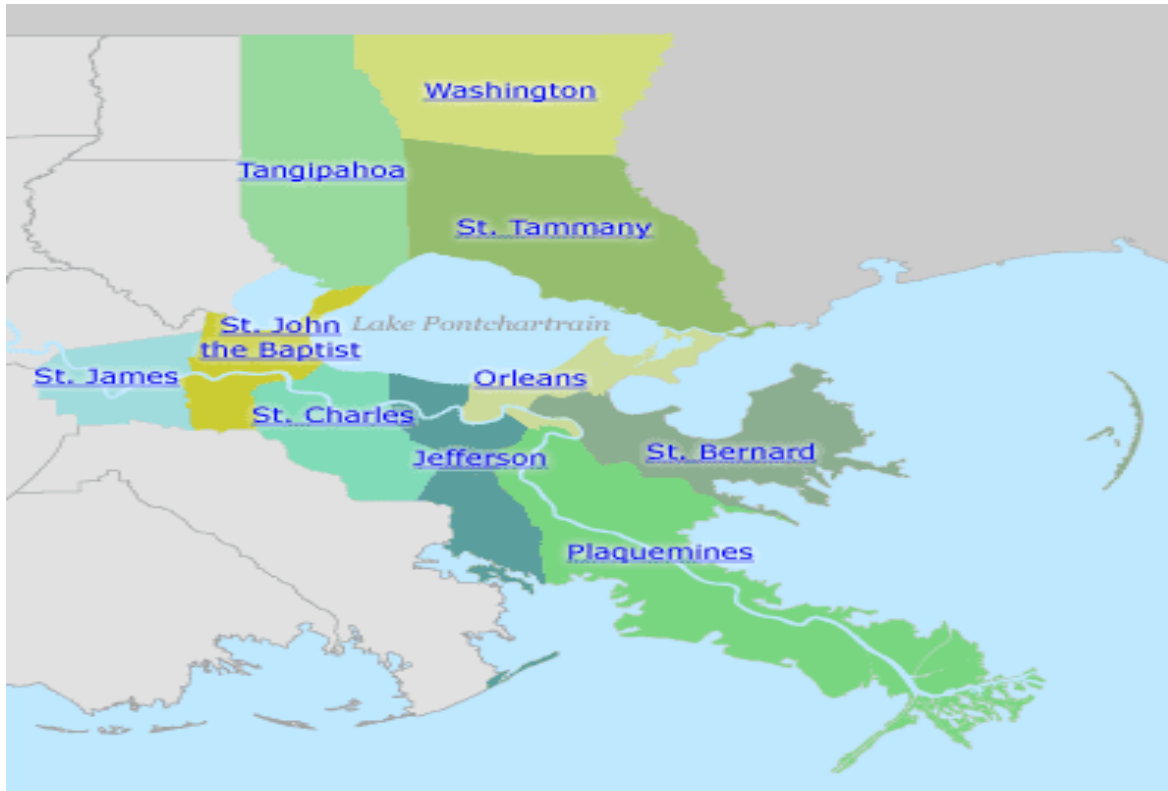 Washington
Tangipahoa
St. Tammany
St. John
the Baptist
Lake Pontchartrain
St. James
Orleans
St. Charles
Jefferson
St. Bernard
Plaquemines